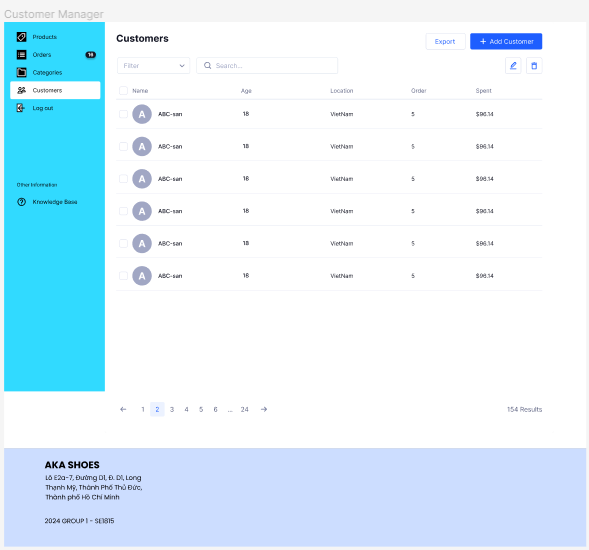 Customer Manager
Products
Orders 16
Categories
Customers
Log out
Other Information
Knowledge Base
Customers
Export
+ Add Customer
Filter
Search...
Name Age Location Order Spent
A ABC-san 18 VietNam 5 $96.14
A ABC-san 18 VietNam 5 $96.14
A ABC-san 18 VietNam 5 $96.14
A ABC-san 18 VietNam 5 $96.14
A ABC-san 18 VietNam 5 $96.14
A ABC-san 18 VietNam 5 $96.14
← 1 2 3 4 5 6 ... 24 →
154 Results
AKA SHOES
Lô E2a-7, Đường D1, Đ. D1, Long
Thạnh Mỹ, Thành Phố Thủ Đức,
Thành phố Hồ Chí Minh
2024 GROUP 1 - SE1815